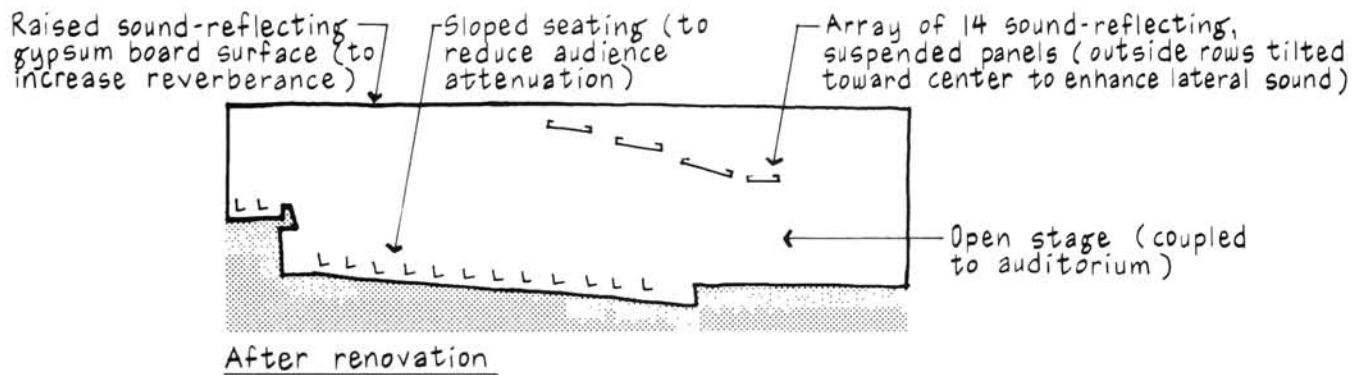 Raised sound-reflecting
gypsum board surface (to
increase reverberance)
Sloped seating (to
reduce audience
attenuation)
Array of 14 sound-reflecting,
suspended panels (outside rows tilted
toward center to enhance lateral sound)
Open stage (coupled
to auditorium)
After renovation